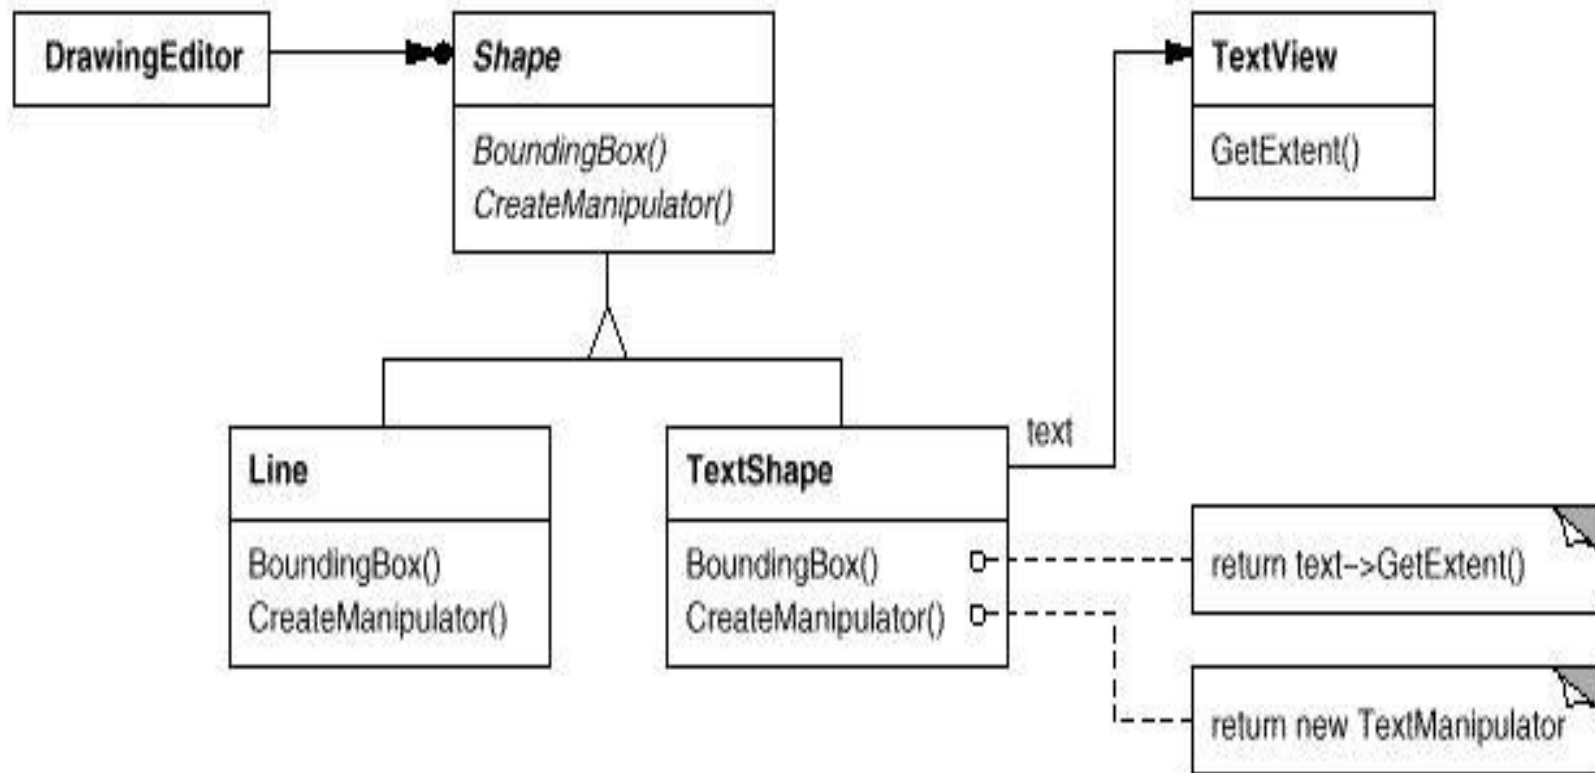 DrawingEditor
Shape
BoundingBox()
CreateManipulator()
TextView
GetExtent()
text
Line
BoundingBox()
CreateManipulator()
TextShape
BoundingBox()
CreateManipulator()
return text->GetExtent()
return new TextManipulator